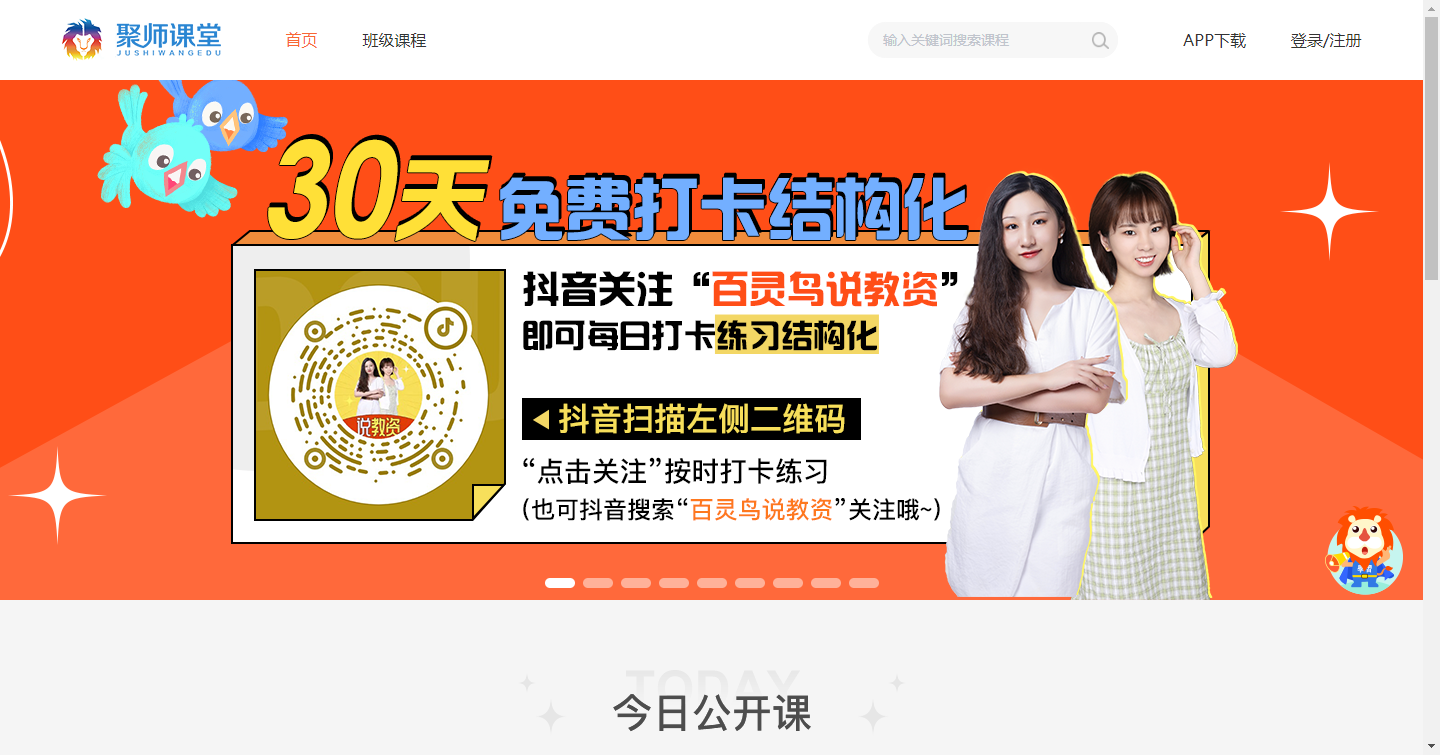 聚师课堂
JUSHIWANGEDU
首页
班级课程
输入关键词搜索课程
APP下载
登录/注册
30天免费打卡结构化
抖音关注“百灵鸟说教资”
即可每日打卡练习结构化
说教资
抖音扫描左侧二维码
“点击关注”按时打卡练习
(也可抖音搜索“百灵鸟说教资”关注哦~)
TODAY
今日公开课